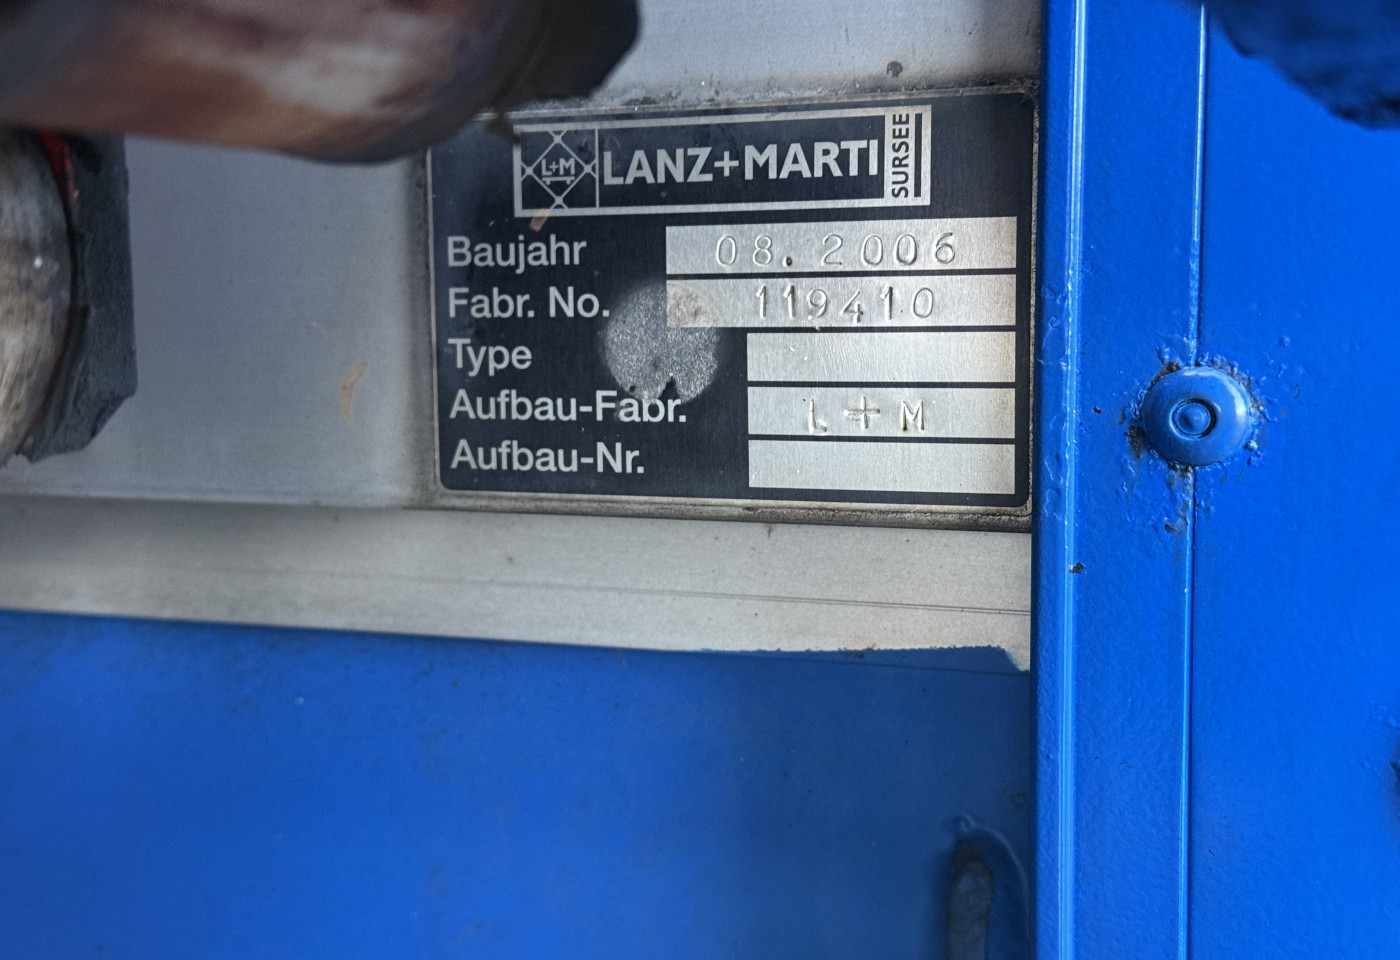 L+M
LANZ+MARTI
SURSEE
Baujahr 08.2006
Fabr. No. 119410
Type
Aufbau-Fabr. L+M
Aufbau-Nr.